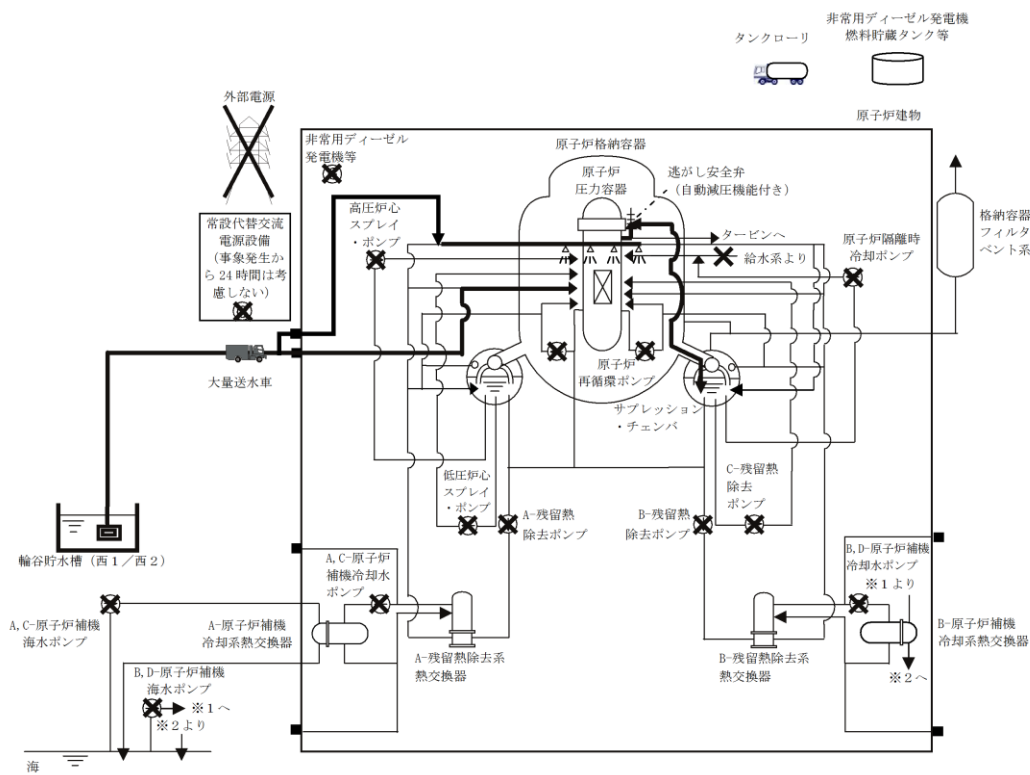 タンクローリ
非常用ディーゼル発電機
燃料貯蔵タンク等
外部電源
原子炉建物
非常用ディーゼル
発電機等
原子炉格納容器
原子炉
圧力容器
逃がし安全弁
（自動減圧機能付き）
常設代替交流
電源設備
（事象発生か
ら24時間は考
慮しない）
高圧炉心
スプレイ
・ポンプ
タービンへ
給水系より
原子炉隔離時
冷却ポンプ
格納容器
フィルタ
ベント系
大量送水車
原子炉
再循環ポンプ
サプレッション
・チェンバ
低圧炉心
スプレイ
・ポンプ
A-残留熱
除去ポンプ
B-残留熱
除去ポンプ
C-残留熱
除去
ポンプ
輪谷貯水槽（西１／西２）
A,C-原子炉
補機冷却水
ポンプ
B,D-原子炉補機
冷却水ポンプ
※１より
A,C-原子炉補機
海水ポンプ
A-原子炉補機
冷却系熱交換器
A-残留熱除去系
熱交換器
B-残留熱除去系
熱交換器
B-原子炉補機
冷却系熱交換器
※２へ
B,D-原子炉補機
海水ポンプ
※１へ
※２より
海